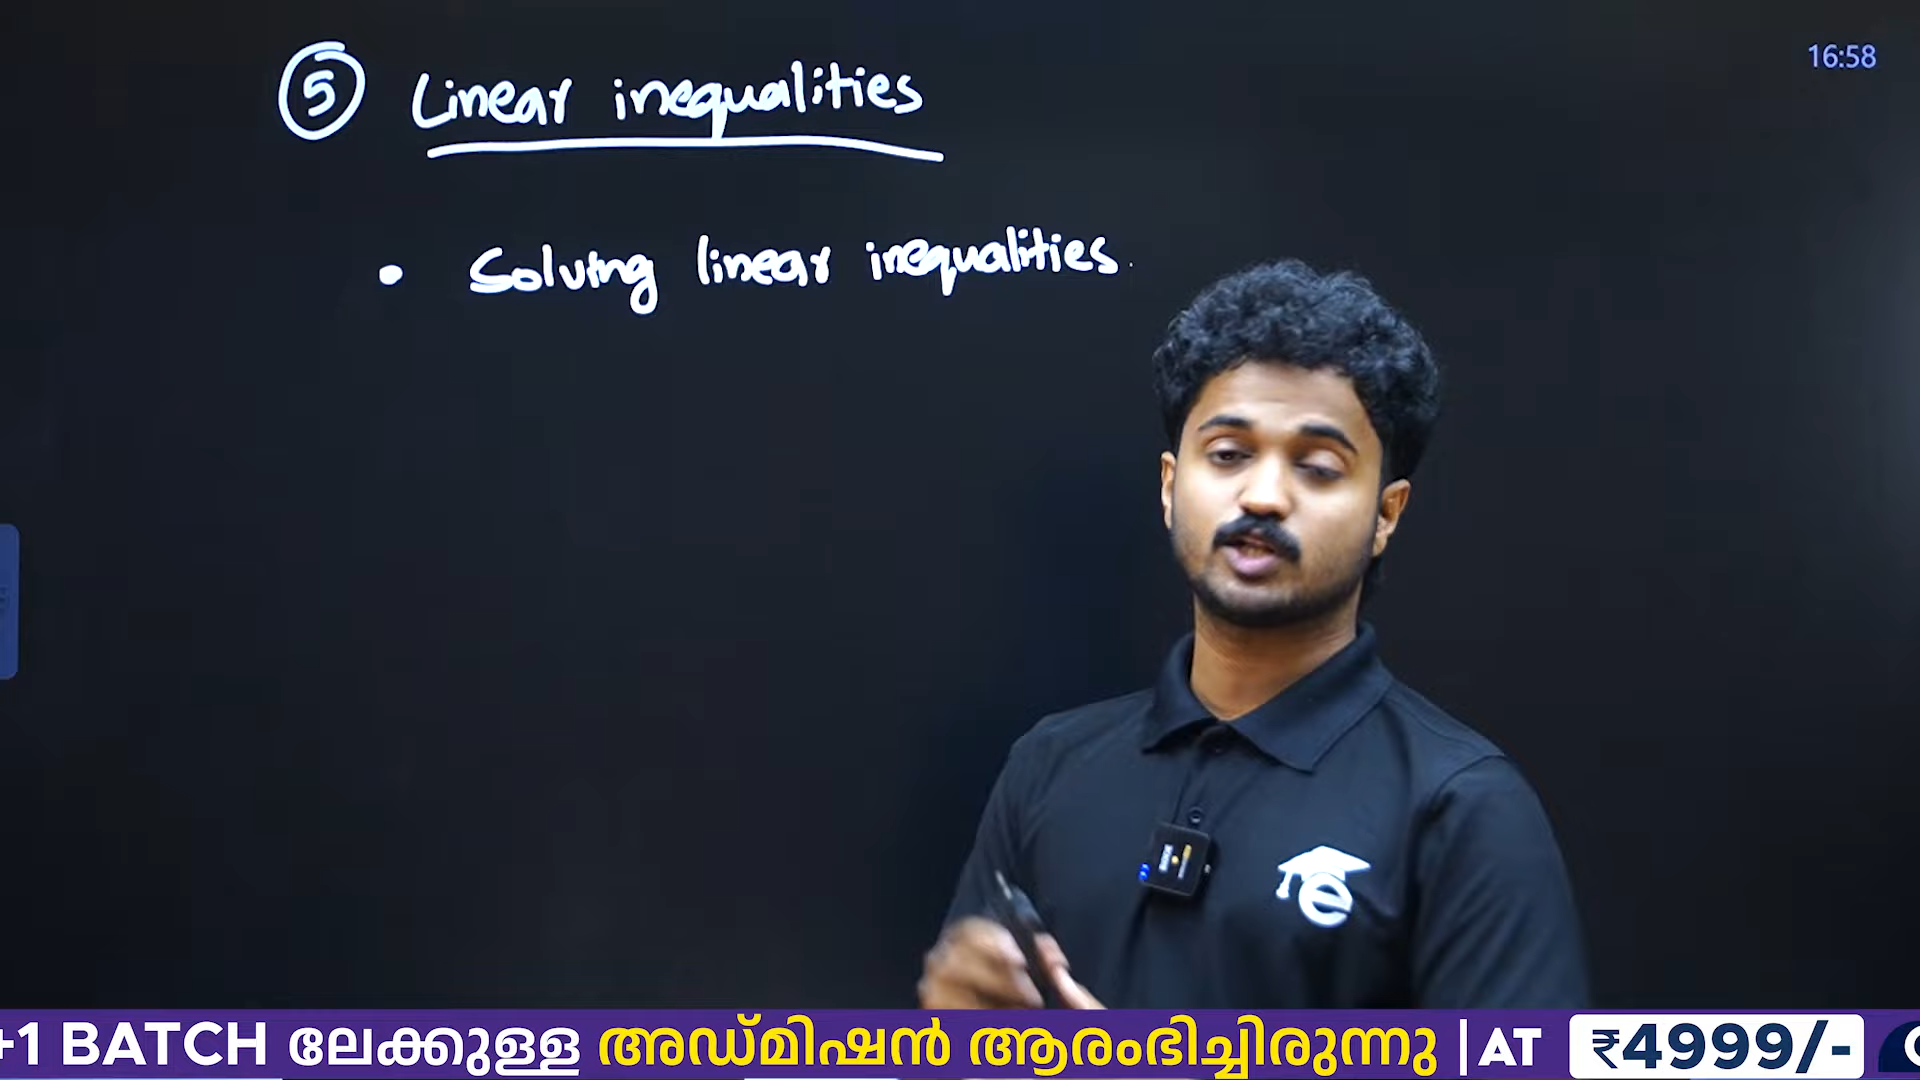 16:58
5 Linear inequalities
• Solving linear inequalities.
+1 BATCH ലേക്കുള്ള അഡ്മിഷൻ ആരംഭിച്ചിരുന്നു | AT ₹4999/-
e